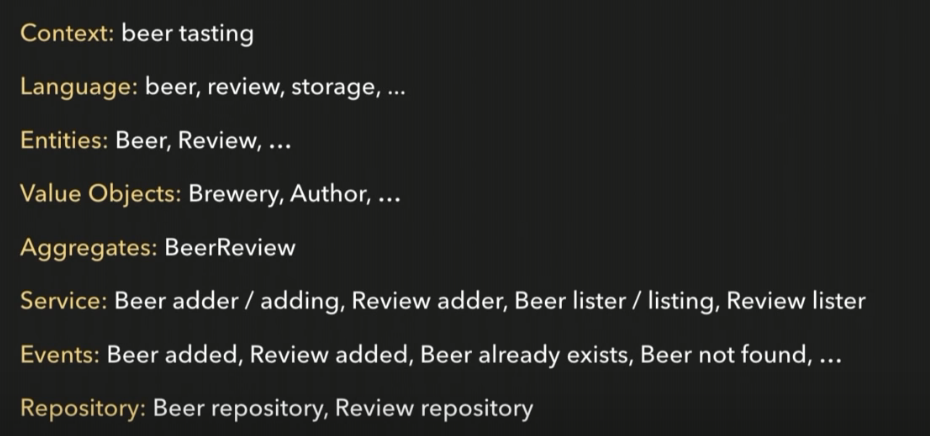 Context: beer tasting
Language: beer, review, storage, ...
Entities: Beer, Review, ...
Value Objects: Brewery, Author, ...
Aggregates: BeerReview
Service: Beer adder / adding, Review adder, Beer lister / listing, Review lister
Events: Beer added, Review added, Beer already exists, Beer not found, ...
Repository: Beer repository, Review repository